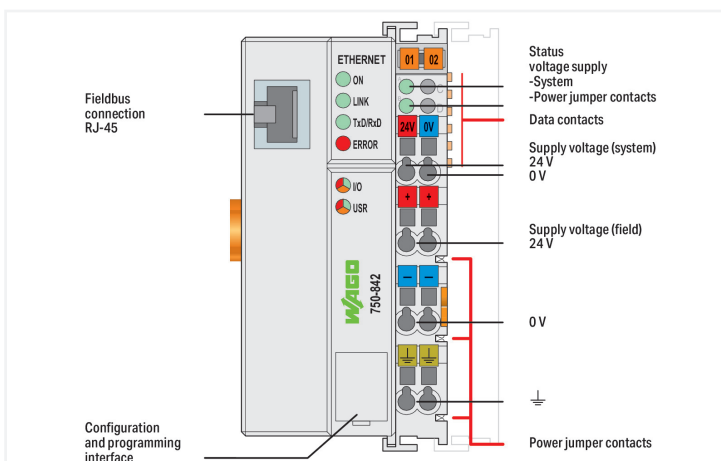 Fieldbus
connection
RJ-45
Configuration
and programming
interface
ETHERNET
ON
LINK
TxD/RxD
ERROR
I/O
USR
WAGO
750-842
01 02
24V 0V
+ +
− −
Status
voltage supply
-System
-Power jumper contacts
Data contacts
Supply voltage (system)
24 V
0 V
Supply voltage (field)
24 V
0 V
Power jumper contacts